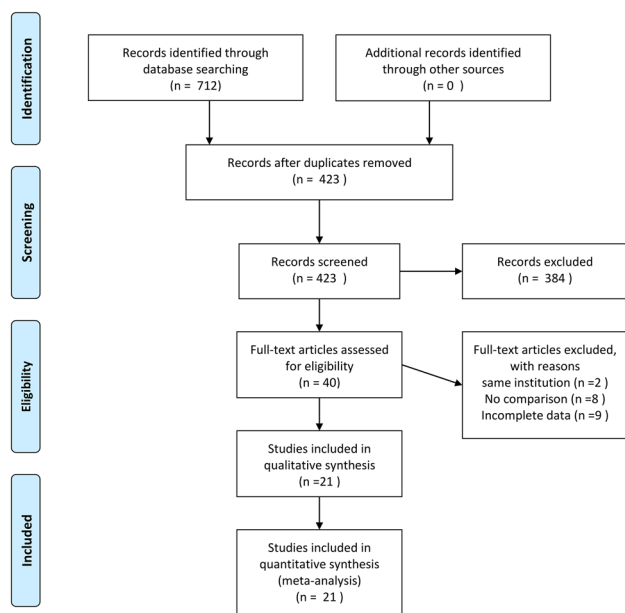 Identification
Records identified through
database searching
(n = 712)
Additional records identified
through other sources
(n = 0 )
Records after duplicates removed
(n = 423 )
Screening
Records screened
(n = 423 )
Records excluded
(n = 384 )
Eligibility
Full-text articles assessed
for eligibility
(n = 40)
Full-text articles excluded,
with reasons
same institution (n =2 )
No comparison (n =8 )
Incomplete data (n =9 )
Studies included in
qualitative synthesis
(n =21 )
Included
Studies included in
quantitative synthesis
(meta-analysis)
(n = 21 )